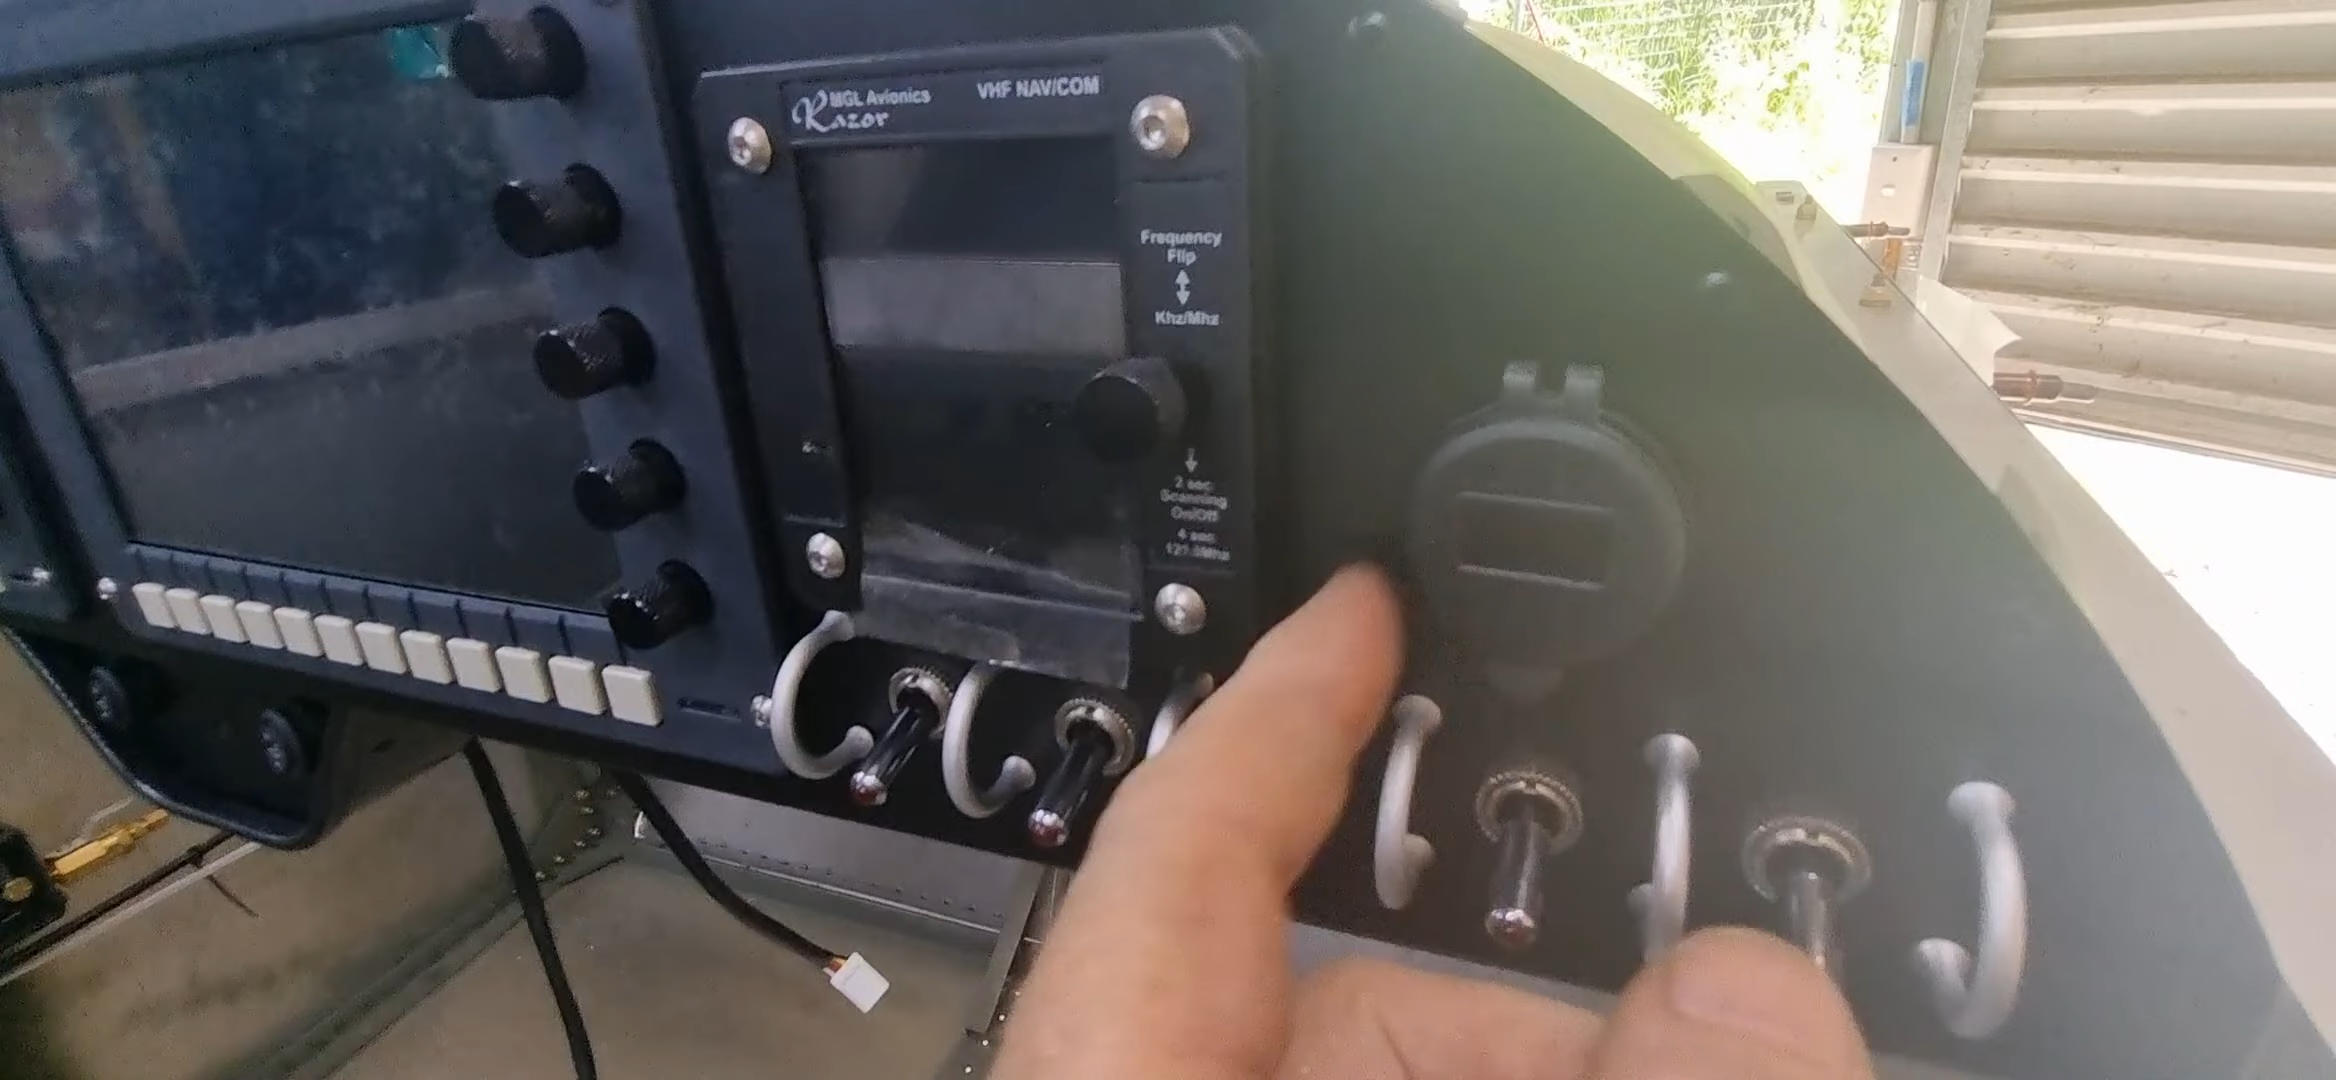 MGL Avionics
Razor
VHF NAV/COM
Frequency
Flip
Khz/Mhz
2 sec
Scanning
On/Off
4 sec